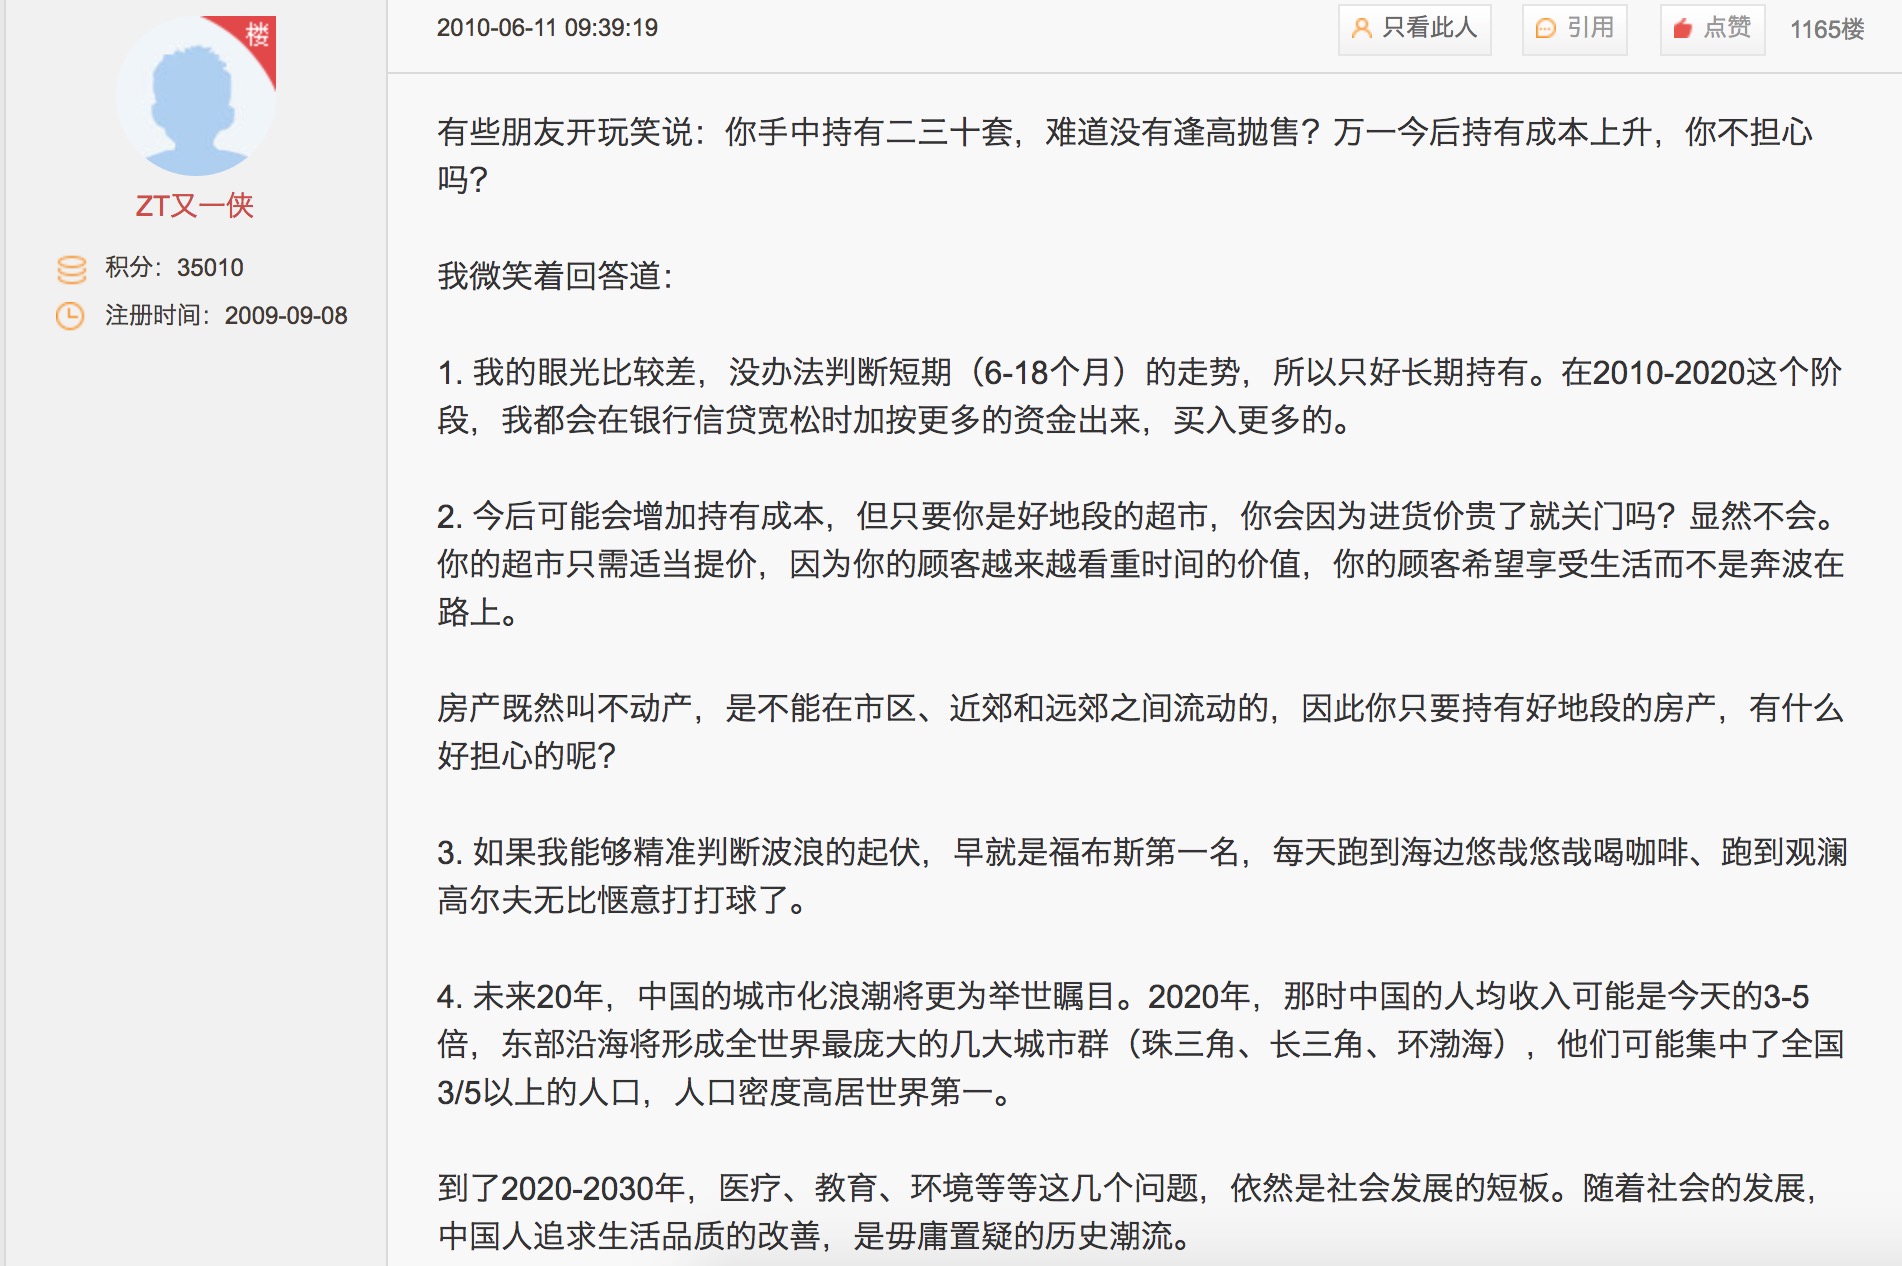 楼
ZT又一侠
积分：35010
注册时间：2009-09-08
2010-06-11 09:39:19
只看此人
引用
点赞
1165楼
有些朋友开玩笑说：你手中持有二三十套，难道没有逢高抛售？万一今后持有成本上升，你不担心
吗？
我微笑着回答道：
1. 我的眼光比较差，没办法判断短期（6-18个月）的走势，所以只好长期持有。在2010-2020这个阶
段，我都会在银行信贷宽松时加按更多的资金出来，买入更多的。
2. 今后可能会增加持有成本，但只要你是好地段的超市，你会因为进货价贵了就关门吗？显然不会。
你的超市只需适当提价，因为你的顾客越来越看重时间的价值，你的顾客希望享受生活而不是奔波在
路上。
房产既然叫不动产，是不能在市区、近郊和远郊之间流动的，因此你只要持有好地段的房产，有什么
好担心的呢？
3. 如果我能够精准判断波浪的起伏，早就是福布斯第一名，每天跑到海边悠哉悠哉喝咖啡、跑到观澜
高尔夫无比惬意打打球了。
4. 未来20年，中国的城市化浪潮将更为举世瞩目。2020年，那时中国的人均收入可能是今天的3-5
倍，东部沿海将形成全世界最庞大的几大城市群（珠三角、长三角、环渤海），他们可能集中了全国
3/5以上的人口，人口密度高居世界第一。
到了2020-2030年，医疗、教育、环境等等这几个问题，依然是社会发展的短板。随着社会的发展，
中国人追求生活品质的改善，是毋庸置疑的历史潮流。